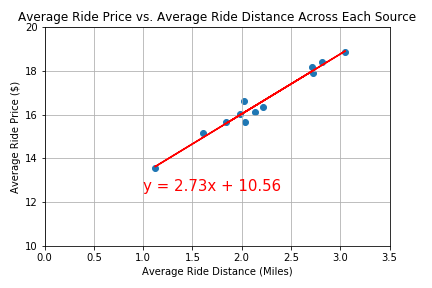 Average Ride Price vs. Average Ride Distance Across Each Source
20
18
16
14
12
10
Average Ride Price ($)
y = 2.73x + 10.56
0.0 0.5 1.0 1.5 2.0 2.5 3.0 3.5
Average Ride Distance (Miles)